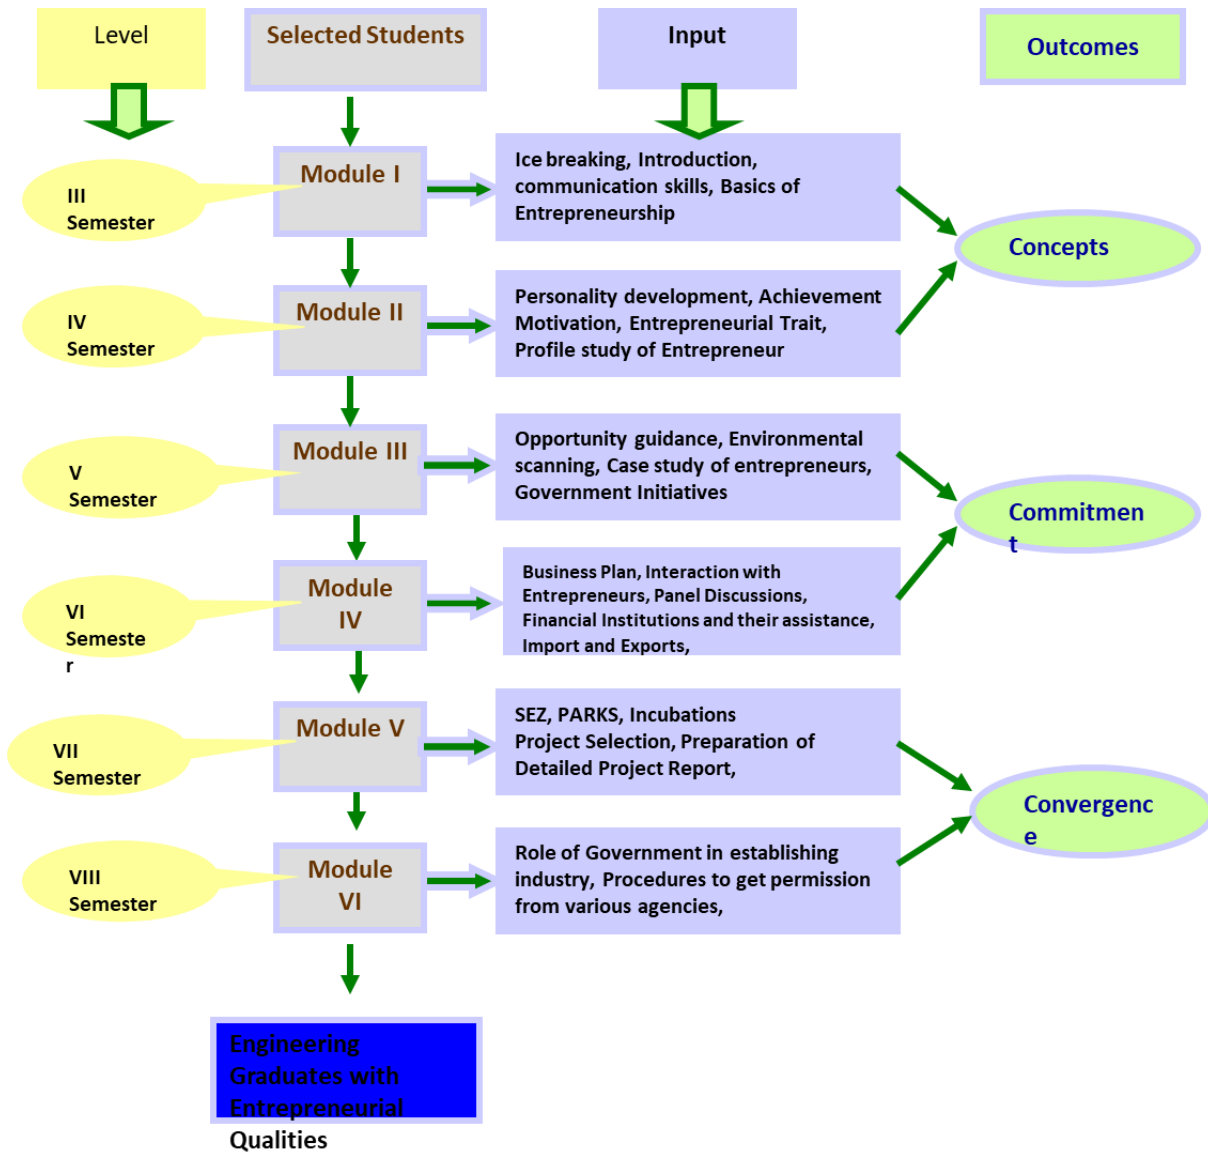 Level
Selected Students
Input
Outcomes
III
Semester
Module I
Ice breaking, Introduction,
communication skills, Basics of
Entrepreneurship
Concepts
IV
Semester
Module II
Personality development, Achievement
Motivation, Entrepreneurial Trait,
Profile study of Entrepreneur
V
Semester
Module III
Opportunity guidance, Environmental
scanning, Case study of entrepreneurs,
Government Initiatives
Commitmen
t
VI
Semeste
r
Module
IV
Business Plan, Interaction with
Entrepreneurs, Panel Discussions,
Financial Institutions and their assistance,
Import and Exports,
VII
Semester
Module V
SEZ, PARKS, Incubations
Project Selection, Preparation of
Detailed Project Report,
Convergenc
e
VIII
Semester
Module
VI
Role of Government in establishing
industry, Procedures to get permission
from various agencies,
Engineering
Graduates with
Entrepreneurial
Qualities